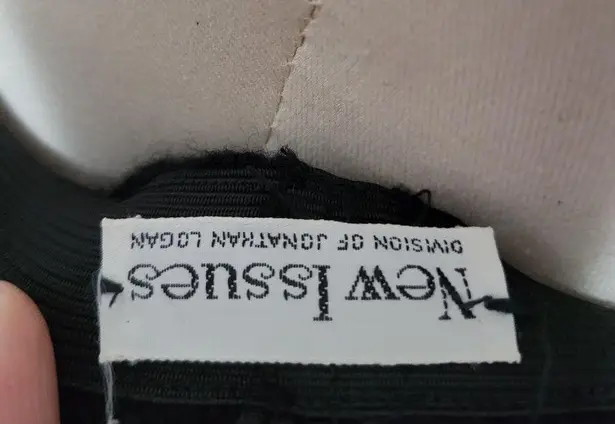 New Issues
DIVISION OF JONATHAN LOGAN